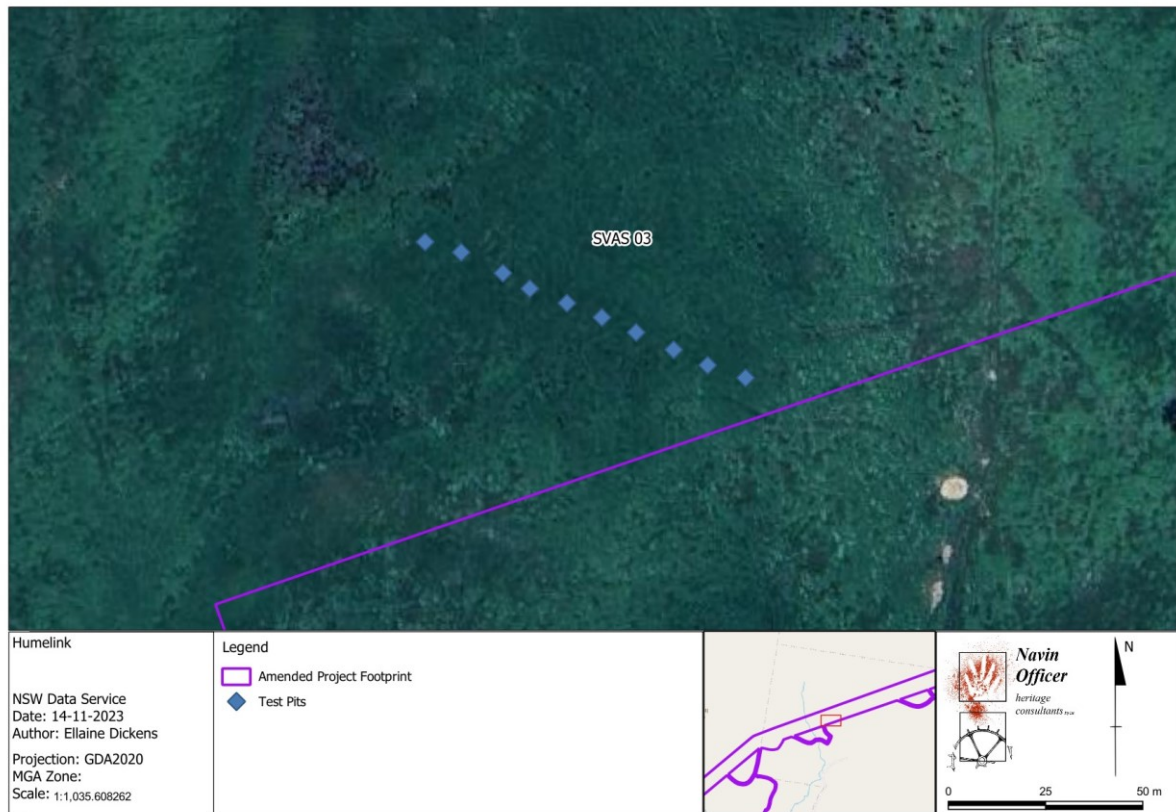 SVAS 03
Humelink
NSW Data Service
Date: 14-11-2023
Author: Ellaine Dickens
Projection: GDA2020
MGA Zone:
Scale: 1:1,035.608262
Legend
Amended Project Footprint
Test Pits
Navin
Officer
heritage
consultants
N
0 25 50 m